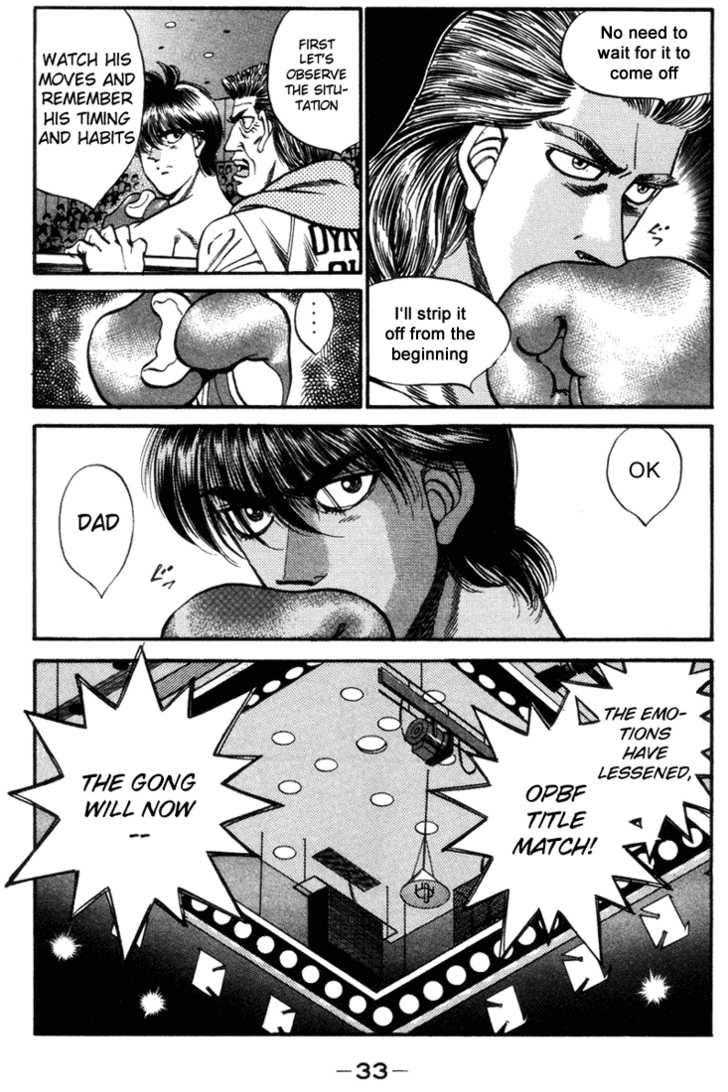 No need to
wait for it to
come off
I'll strip it
off from the
beginning
FIRST
LET'S
OBSERVE
THE SITU-
TATION
WATCH HIS
MOVES AND
REMEMBER
HIS TIMING
AND HABITS
DYN
...
OK
DAD
THE EMO-
TIONS
HAVE
LESSENED,
OPBF
TITLE
MATCH!
THE GONG
WILL NOW
--
-33-